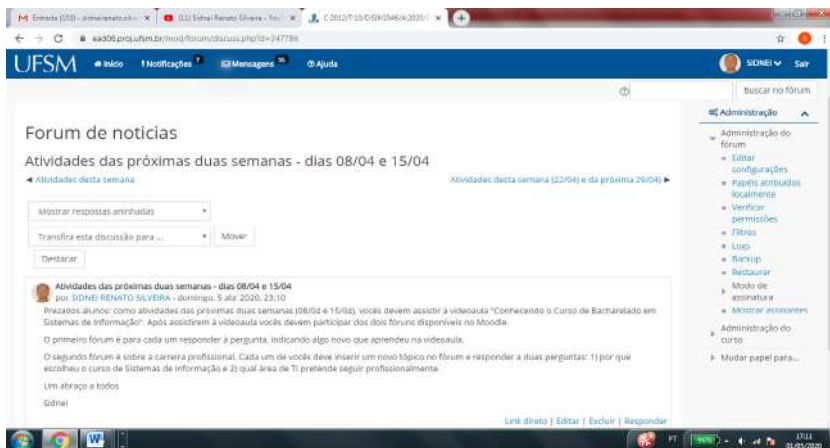 Entrada (103) - sidneirenato.silv
(11) Sidnei Renato Silveira - You
ead06.proj.ufsm.br/mod/forum/discuss.php?d=247786
UFSM
Início
Notificações 7
Mensagens
Ajuda
SIDNEI
Sair
Buscar no fórum
Forum de noticias
Atividades das próximas duas semanas - dias 08/04 e 15/04
Atividades desta semana
Atividades desta semana (22/04) e da próxima 29/04)
Mostrar respostas aninhadas
Transfira esta discussão para ...
Mover
Destacar
Atividades das próximas duas semanas - dias 08/04 e 15/04
por SIDNEI RENATO SILVEIRA - domingo, 5 abr 2020, 23:10
Prezados alunos: como atividades das próximas duas semanas (08/04 e 15/04), vocês devem assistir à videoaula "Conhecendo o Curso de Bacharelado em
Sistemas de Informação". Após assistirem à videoaula vocês devem participar dos dois fóruns disponíveis no Moodle.
O primeiro fórum é para cada um responder à pergunta, indicando algo novo que aprendeu na videoaula.
O segundo fórum é sobre a carreira profissional. Cada um de vocês deve inserir um novo tópico no fórum e responder a duas perguntas: 1) por que
escolheu o curso de Sistemas de Informação e 2) qual área de TI pretende seguir profissionalmente
Um abraço a todos
Sidnei
Link direto | Editar | Excluir | Responder
Administração
Administração do
fórum
Editar
configurações
Papéis atribuídos
localmente
Verificar
permissões
Filtros
Logs
Backup
Restaurar
Modo de
assinatura
Mostrar assinantes
Administração do
curso
Mudar papel para...
PT
17:11
01/05/2020